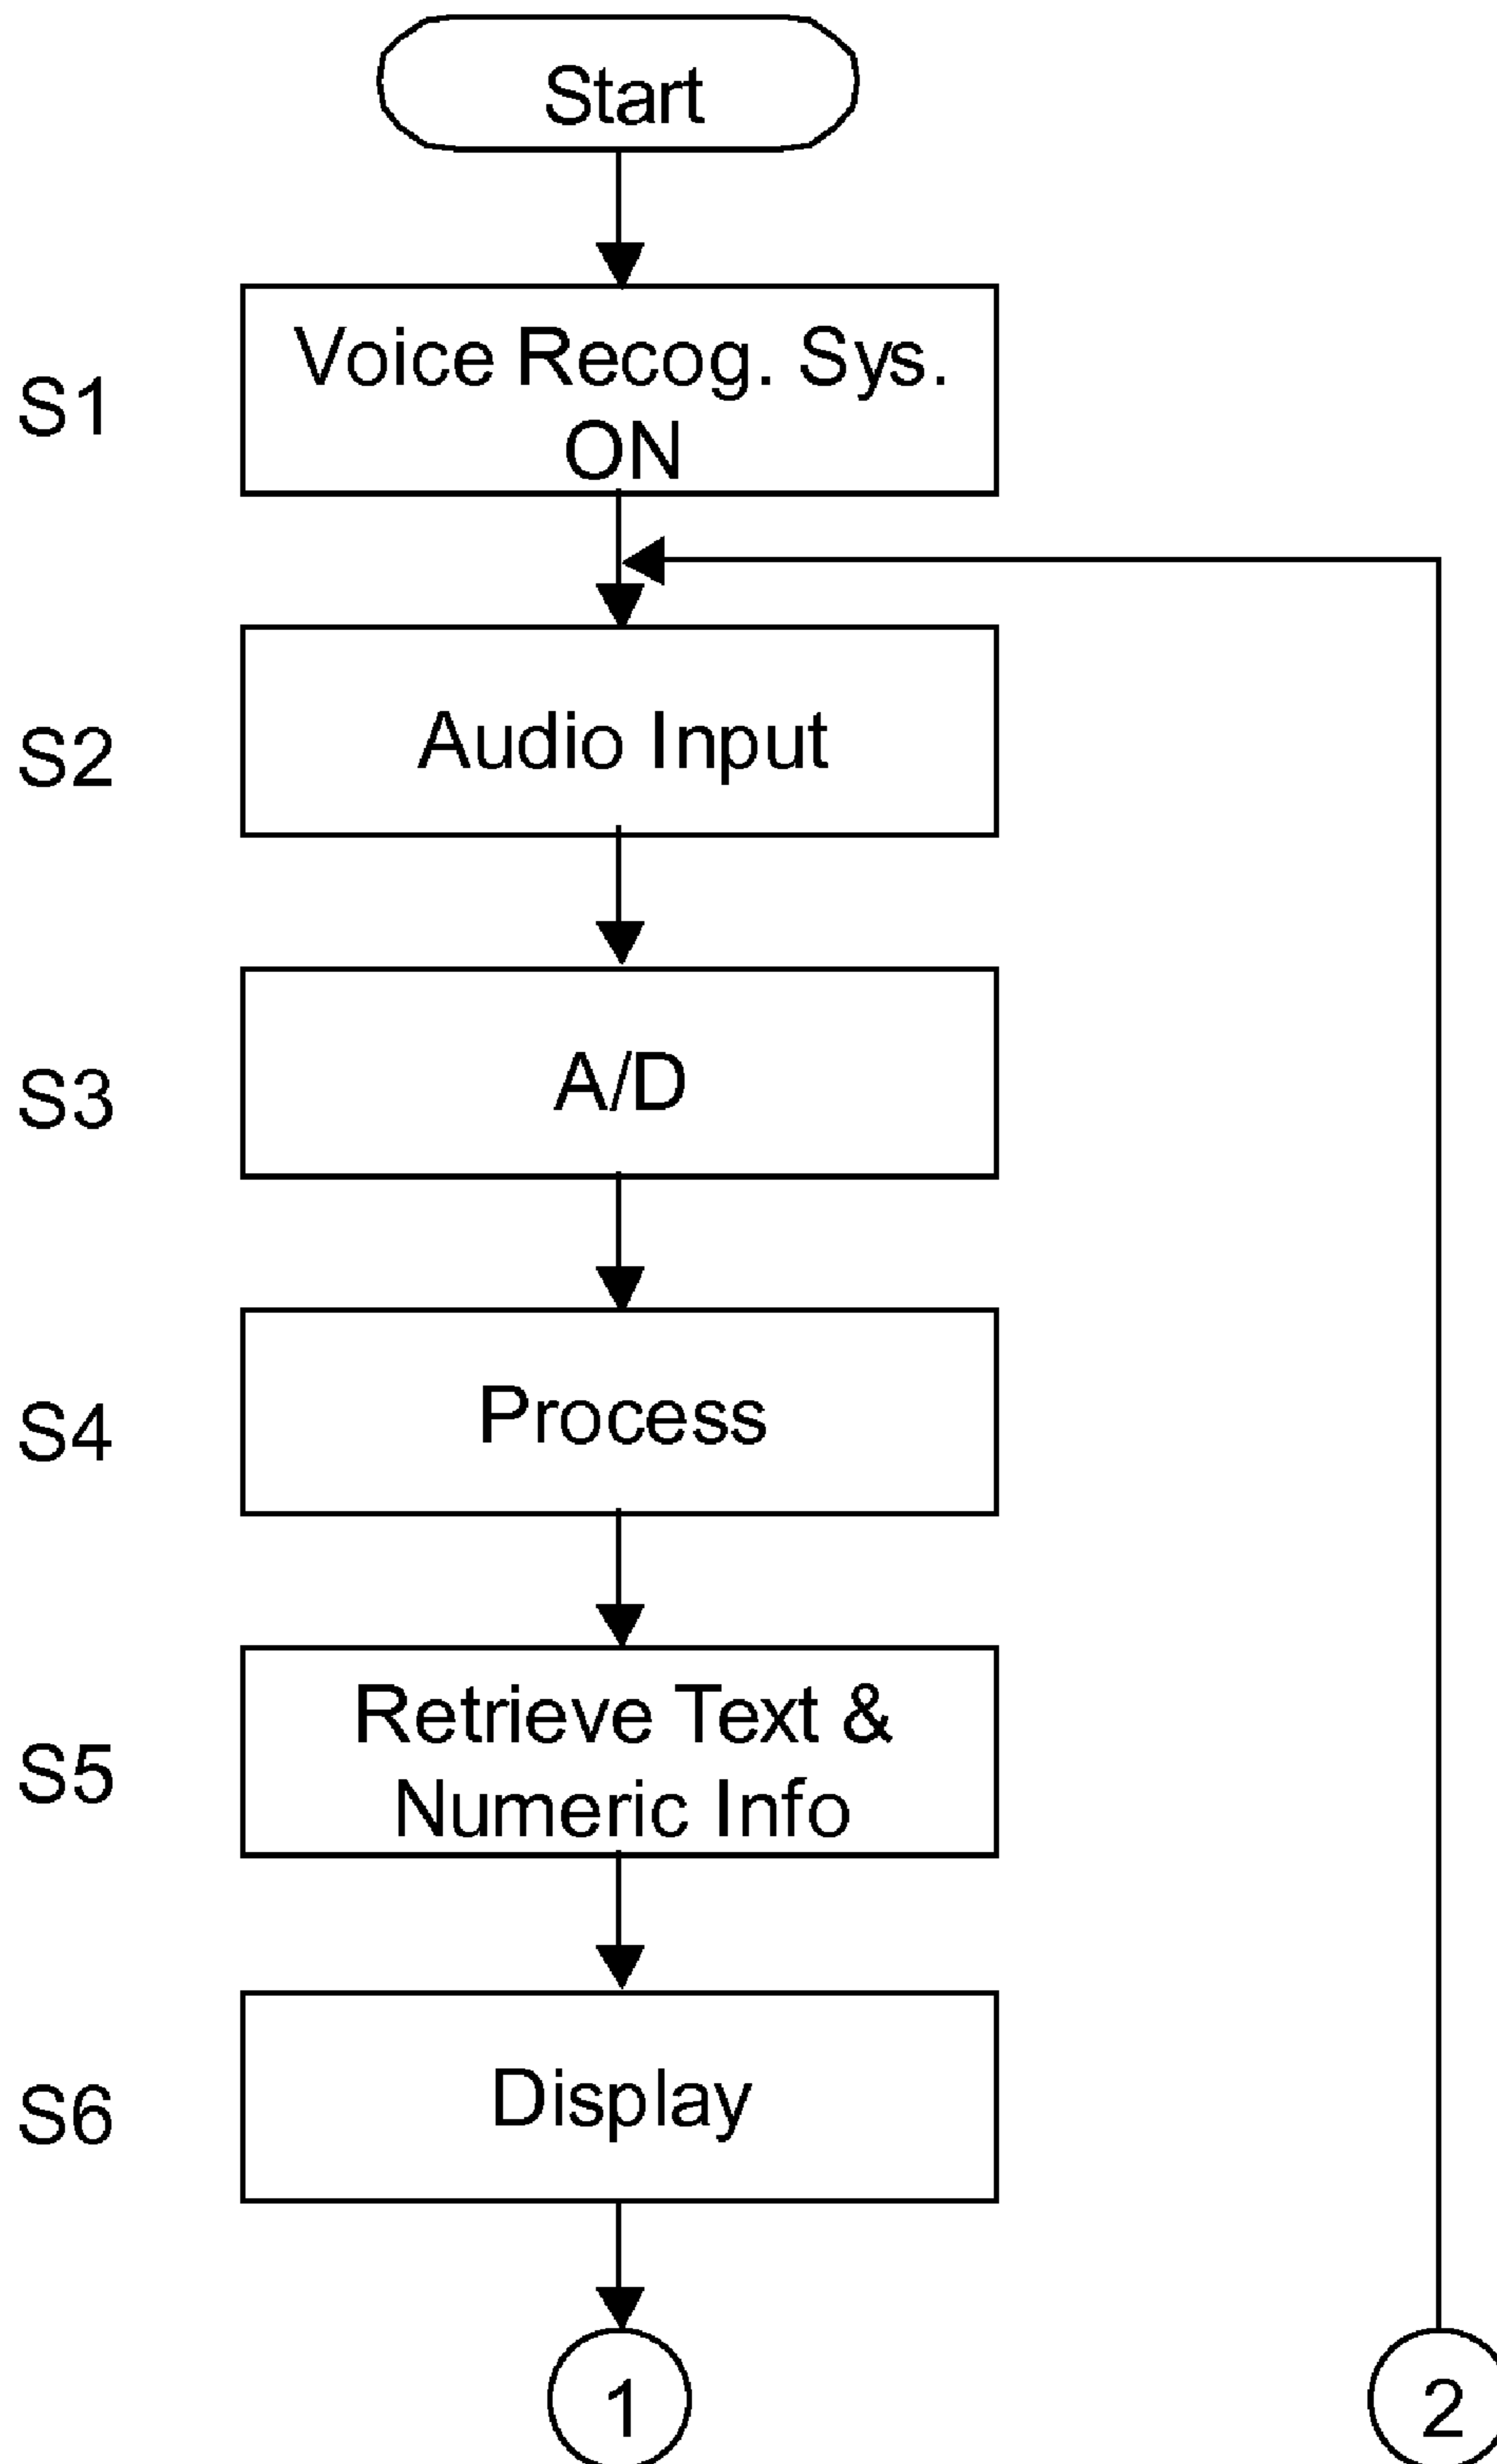 Start
S1
Voice Recog. Sys.
ON
S2
Audio Input
S3
A/D
S4
Process
S5
Retrieve Text &
Numeric Info
S6
Display
1
2